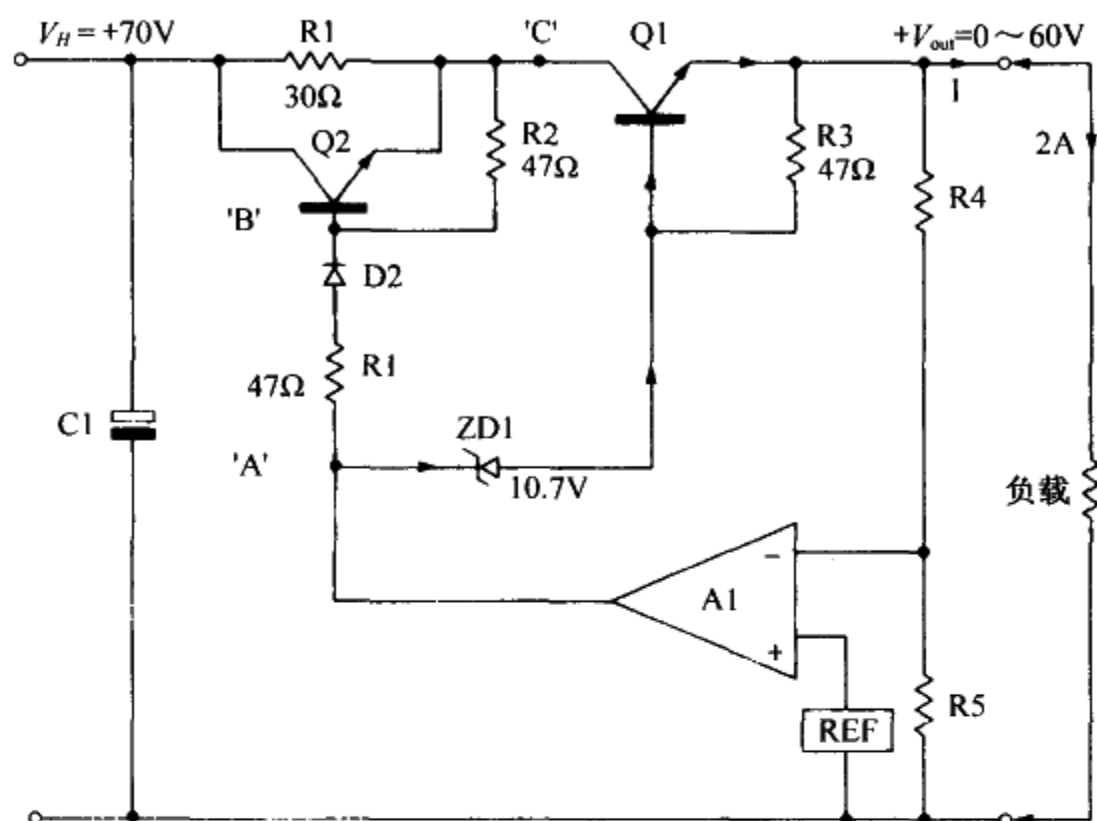 V_H = +70V
R1
'C'
Q1
+V_out=0～60V
30Ω
I
Q2
R2
47Ω
R3
47Ω
2A
'B'
R4
D2
47Ω
R1
C1
ZD1
'A'
10.7V
负载
−
A1
+
REF
R5